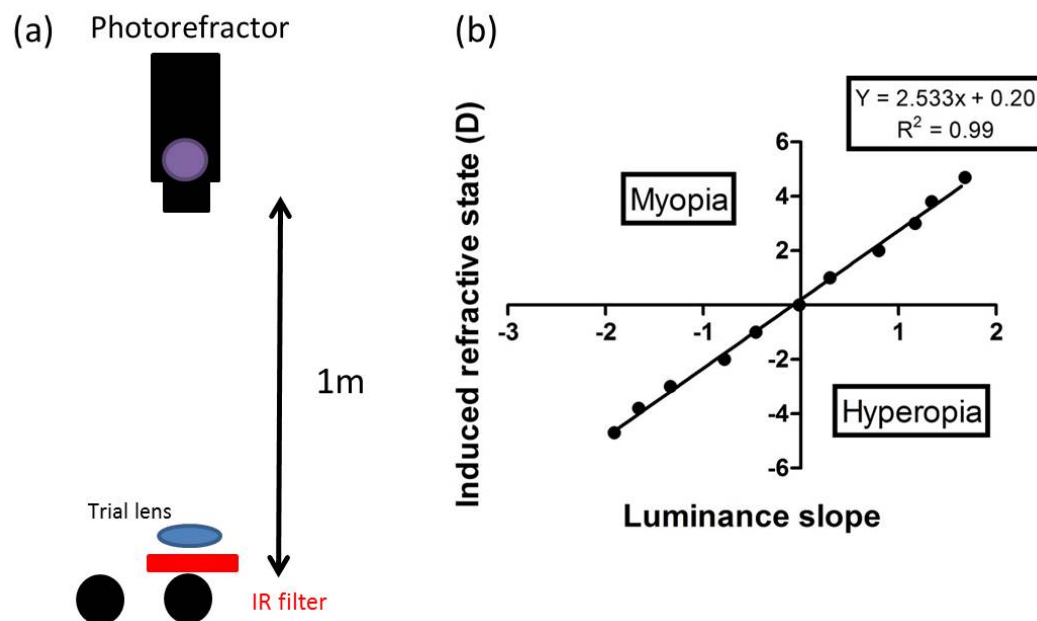 (a)
Photorefractor
1m
Trial lens
IR filter
(b)
Induced refractive state (D)
Y = 2.533x + 0.20
R² = 0.99
Myopia
Hyperopia
6
4
2
-2
-4
-6
-3 -2 -1 1 2
Luminance slope